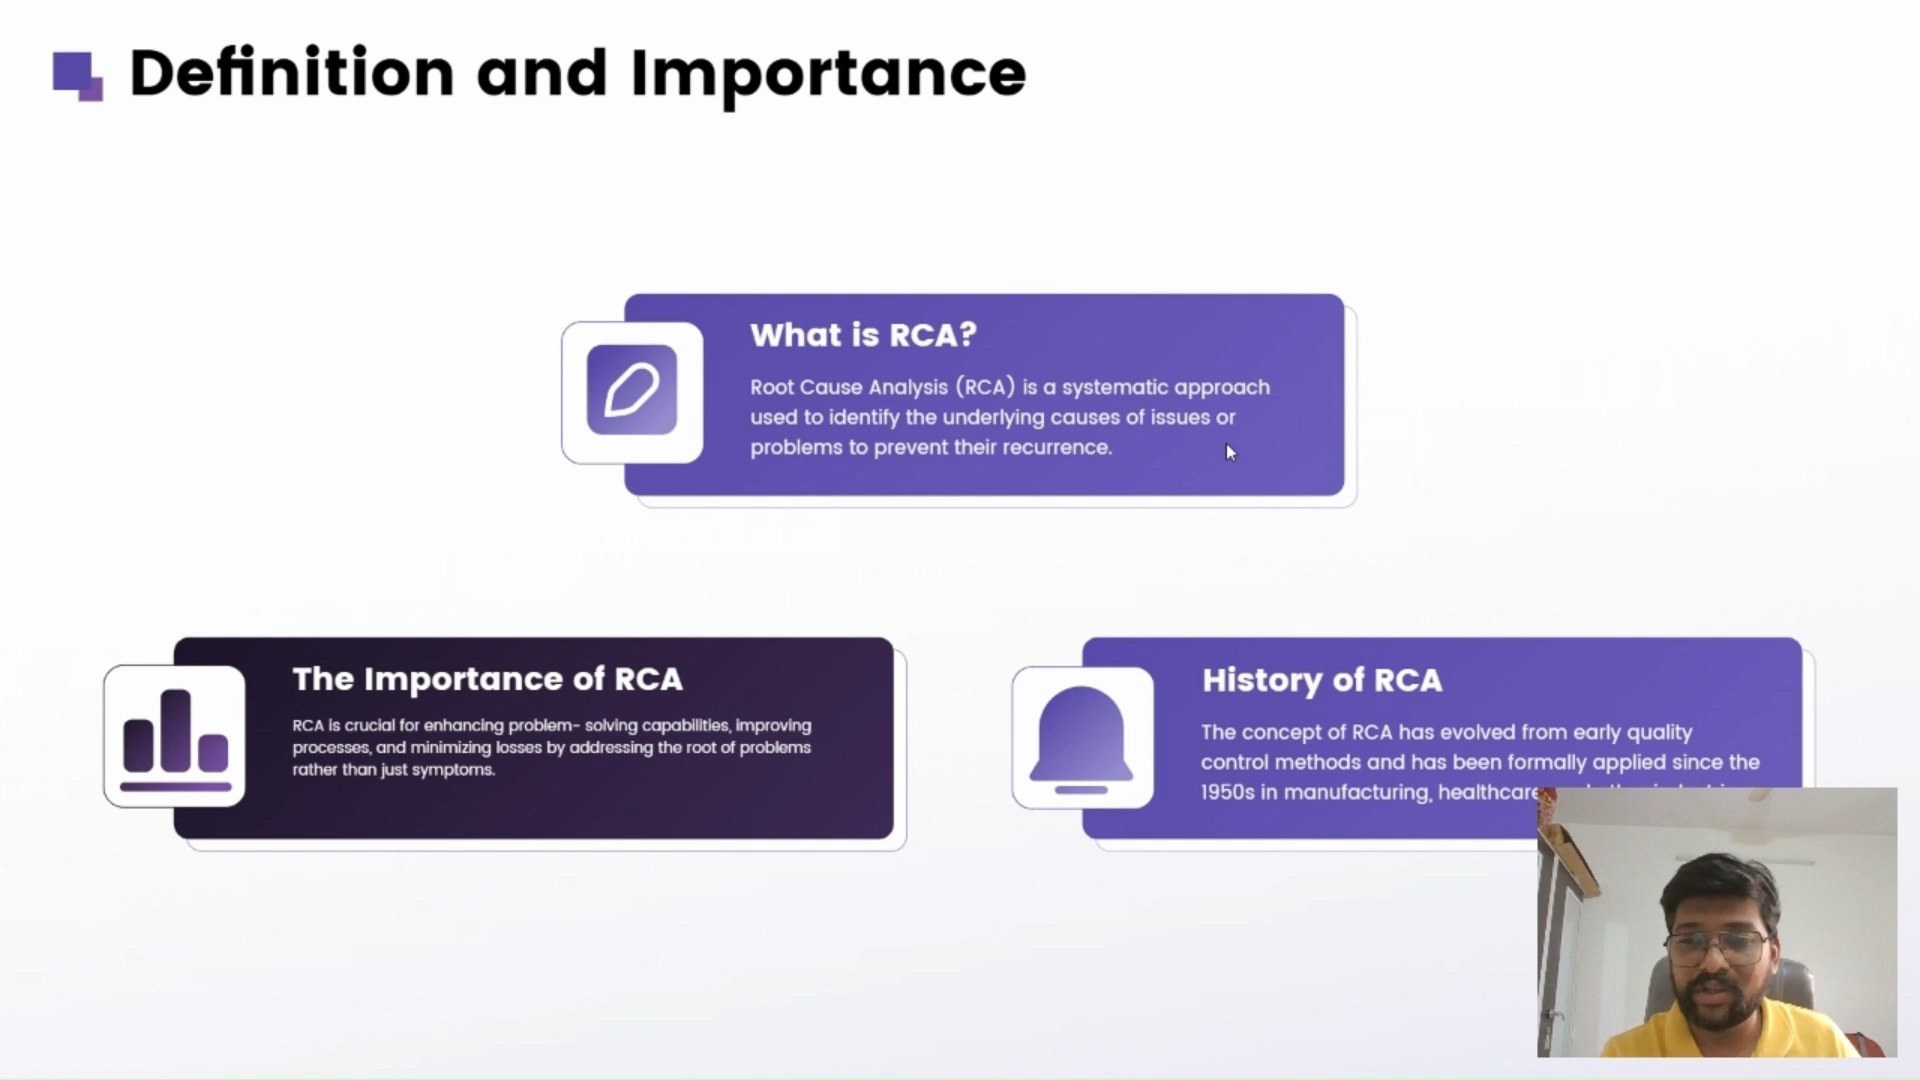 Definition and Importance
What is RCA?
Root Cause Analysis (RCA) is a systematic approach
used to identify the underlying causes of issues or
problems to prevent their recurrence.
The Importance of RCA
RCA is crucial for enhancing problem- solving capabilities, improving
processes, and minimizing losses by addressing the root of problems
rather than just symptoms.
History of RCA
The concept of RCA has evolved from early quality
control methods and has been formally applied since the
1950s in manufacturing, healthcare